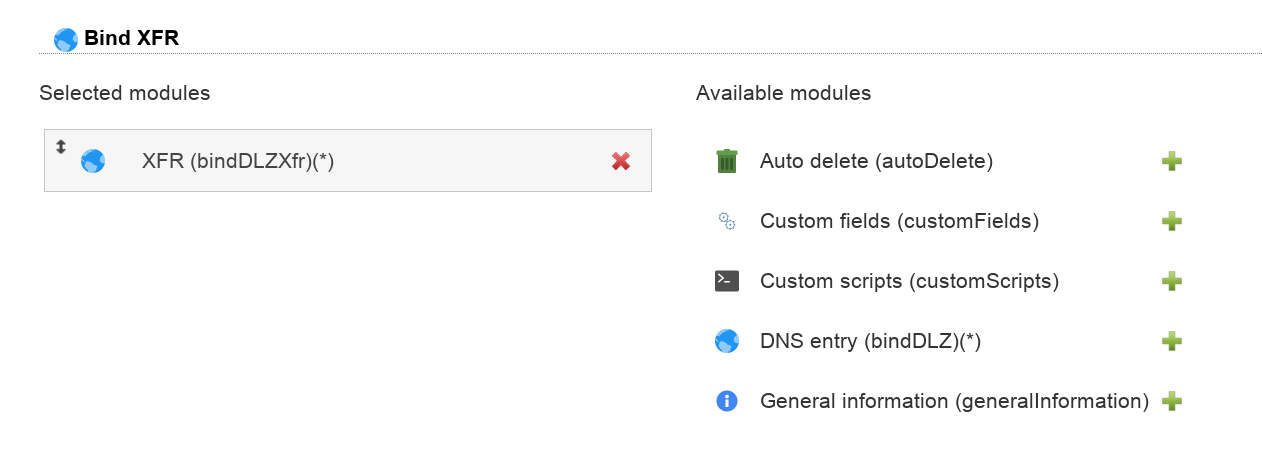 Bind XFR
Selected modules
XFR (bindDLZXfr)(*)
Available modules
Auto delete (autoDelete)
Custom fields (customFields)
Custom scripts (customScripts)
DNS entry (bindDLZ)(*)
General information (generalInformation)